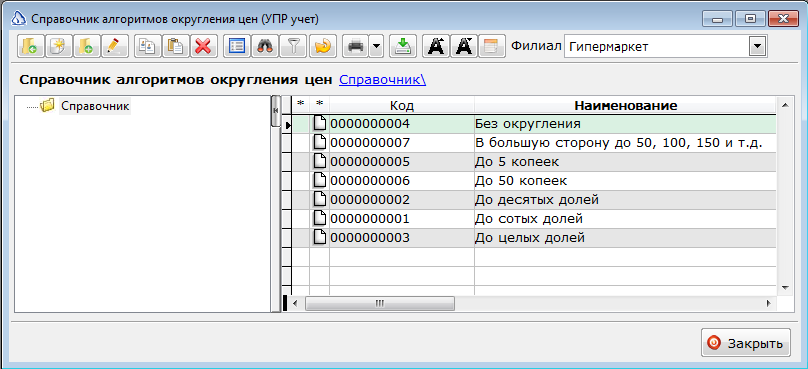 Справочник алгоритмов округления цен (УПР учет)
Филиал Гипермаркет
Справочник алгоритмов округления цен Справочник\
Справочник
* * Код Наименование
0000000004 Без округления
0000000007 В большую сторону до 50, 100, 150 и т.д.
0000000005 До 5 копеек
0000000006 До 50 копеек
0000000002 До десятых долей
0000000001 До сотых долей
0000000003 До целых долей
Закрыть